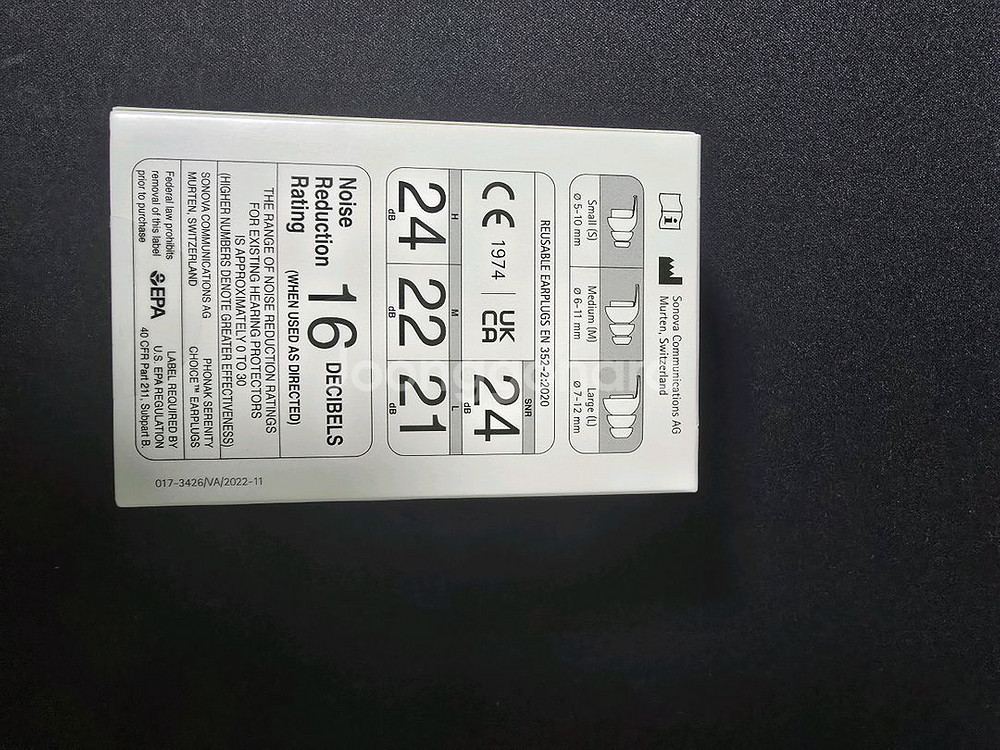 Sonova Communications AG
Murten, Switzerland
Small (S)
ø 5-10 mm
Medium (M)
ø 6-11 mm
Large (L)
ø 7-12 mm
REUSABLE EARPLUGS EN 352-2:2020
CE 1974 UK CA
SNR
24 dB
H
24 dB
M
22 dB
L
21 dB
Noise
Reduction
Rating
16 DECIBELS
(WHEN USED AS DIRECTED)
THE RANGE OF NOISE REDUCTION RATINGS
FOR EXISTING HEARING PROTECTORS
IS APPROXIMATELY 0 TO 30
(HIGHER NUMBERS DENOTE GREATER EFFECTIVENESS)
SONOVA COMMUNICATIONS AG
MURTEN, SWITZERLAND
PHONAK SERENITY
CHOICE™ EARPLUGS
Federal law prohibits
removal of this label
prior to purchase
EPA
LABEL REQUIRED BY
U.S. EPA REGULATION
40 CFR Part 211, Subpart B.
017-3426/VA/2022-11